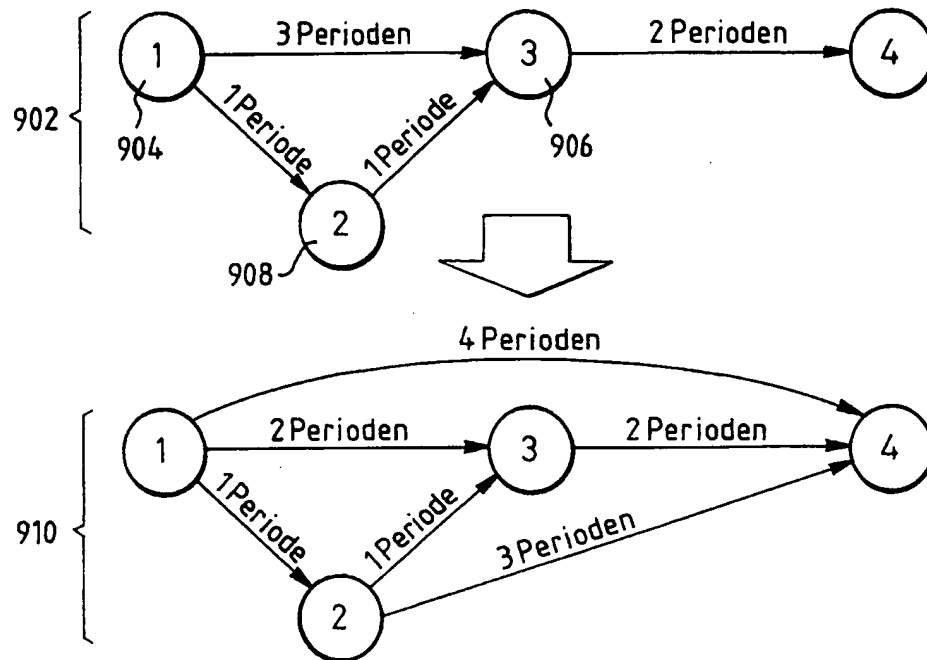 1
3 Perioden
3
2 Perioden
4
902
904
1 Periode
1 Periode
906
2
908
4 Perioden
1
2 Perioden
3
2 Perioden
4
910
1 Periode
1 Periode
3 Perioden
2